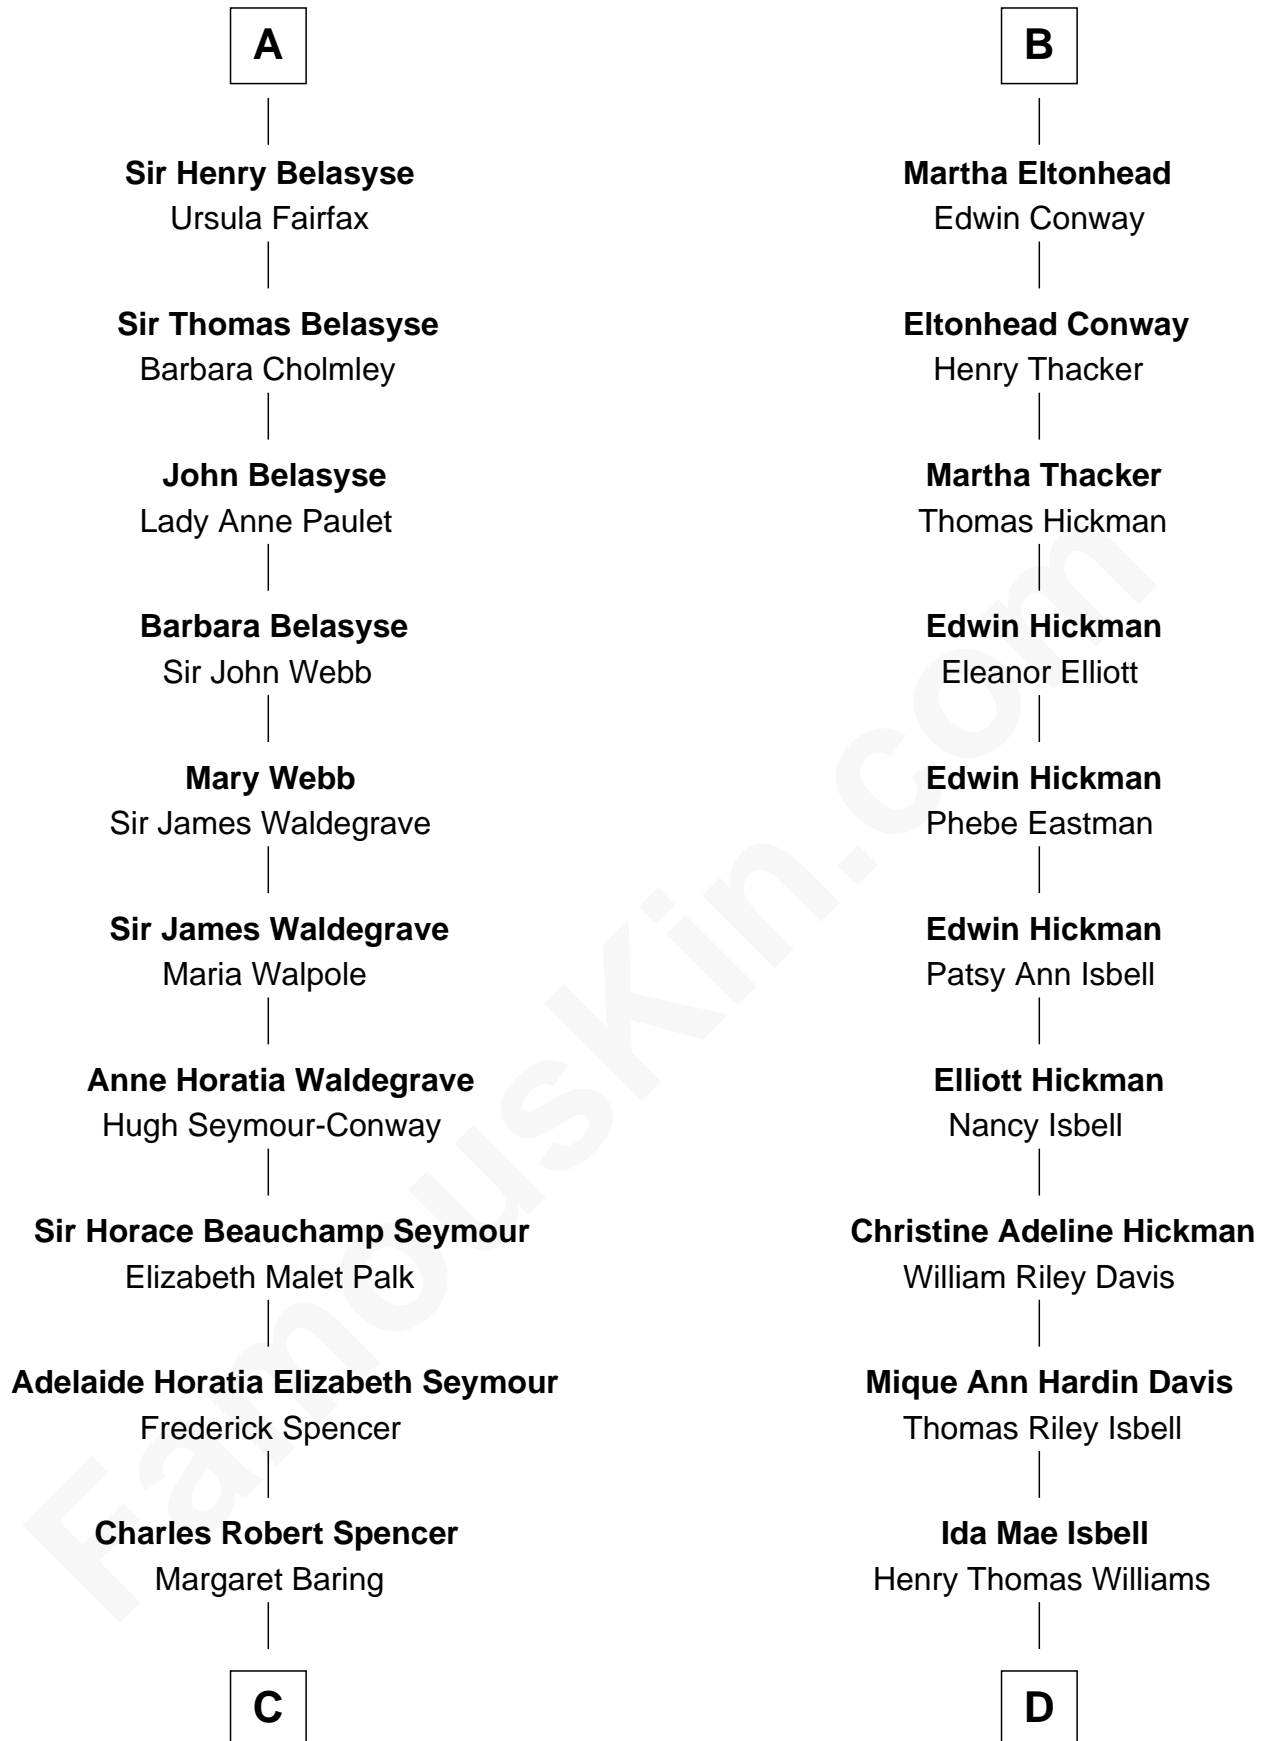 A
Sir Henry Belasyse
Ursula Fairfax
Sir Thomas Belasyse
Barbara Cholmley
John Belasyse
Lady Anne Paulet
Barbara Belasyse
Sir John Webb
Mary Webb
Sir James Waldegrave
Sir James Waldegrave
Maria Walpole
Anne Horatia Waldegrave
Hugh Seymour-Conway
Sir Horace Beauchamp Seymour
Elizabeth Malet Palk
Adelaide Horatia Elizabeth Seymour
Frederick Spencer
Charles Robert Spencer
Margaret Baring
C
B
Martha Eltonhead
Edwin Conway
Eltonhead Conway
Henry Thacker
Martha Thacker
Thomas Hickman
Edwin Hickman
Eleanor Elliott
Edwin Hickman
Phebe Eastman
Edwin Hickman
Patsy Ann Isbell
Elliott Hickman
Nancy Isbell
Christine Adeline Hickman
William Riley Davis
Mique Ann Hardin Davis
Thomas Riley Isbell
Ida Mae Isbell
Henry Thomas Williams
D
FamousKin.com